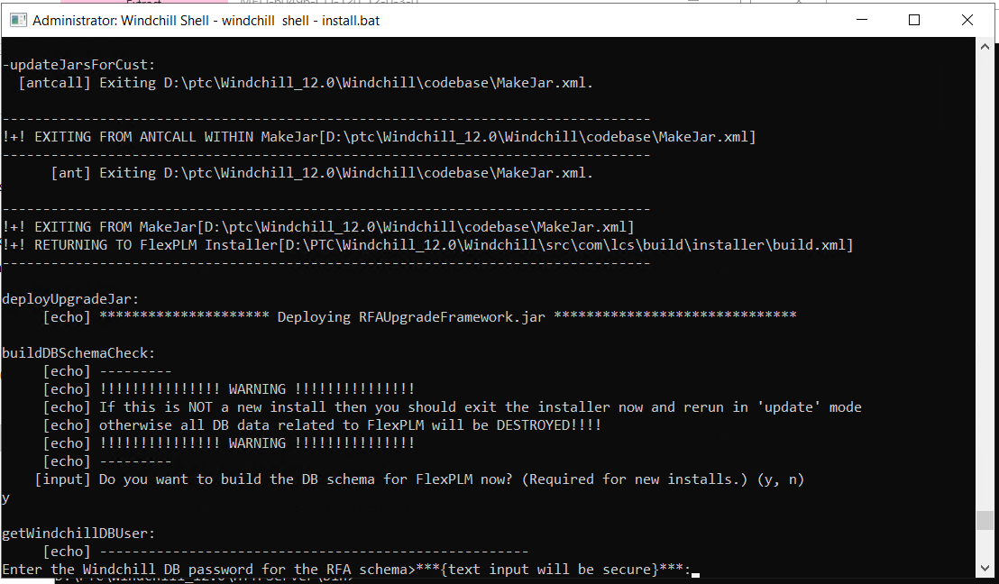 Administrator: Windchill Shell - windchill shell - install.bat
-updateJarsForCust:
[antcall] Exiting D:\ptc\Windchill_12.0\Windchill\codebase\MakeJar.xml.
--------------------------------------------------------------------------------
!+! EXITING FROM ANTCALL WITHIN MakeJar[D:\ptc\Windchill_12.0\Windchill\codebase\MakeJar.xml]
--------------------------------------------------------------------------------
[ant] Exiting D:\ptc\Windchill_12.0\Windchill\codebase\MakeJar.xml.
--------------------------------------------------------------------------------
!+! EXITING FROM MakeJar[D:\ptc\Windchill_12.0\Windchill\codebase\MakeJar.xml]
!+! RETURNING TO FlexPLM Installer[D:\PTC\Windchill_12.0\Windchill\src\com\lcs\build\installer\build.xml]
--------------------------------------------------------------------------------
deployUpgradeJar:
[echo] ********************* Deploying RFAUpgradeFramework.jar ******************************
buildDBSchemaCheck:
[echo] ---------
[echo] !!!!!!!!!!!!!!! WARNING !!!!!!!!!!!!!!!
[echo] If this is NOT a new install then you should exit the installer now and rerun in 'update' mode
[echo] otherwise all DB data related to FlexPLM will be DESTROYED!!!!
[echo] !!!!!!!!!!!!!!! WARNING !!!!!!!!!!!!!!!
[echo] ---------
[input] Do you want to build the DB schema for FlexPLM now? (Required for new installs.) (y, n)
y
getWindchillDBUser:
[echo] -----------------------------------------------------
Enter the Windchill DB password for the RFA schema>***{text input will be secure}***: